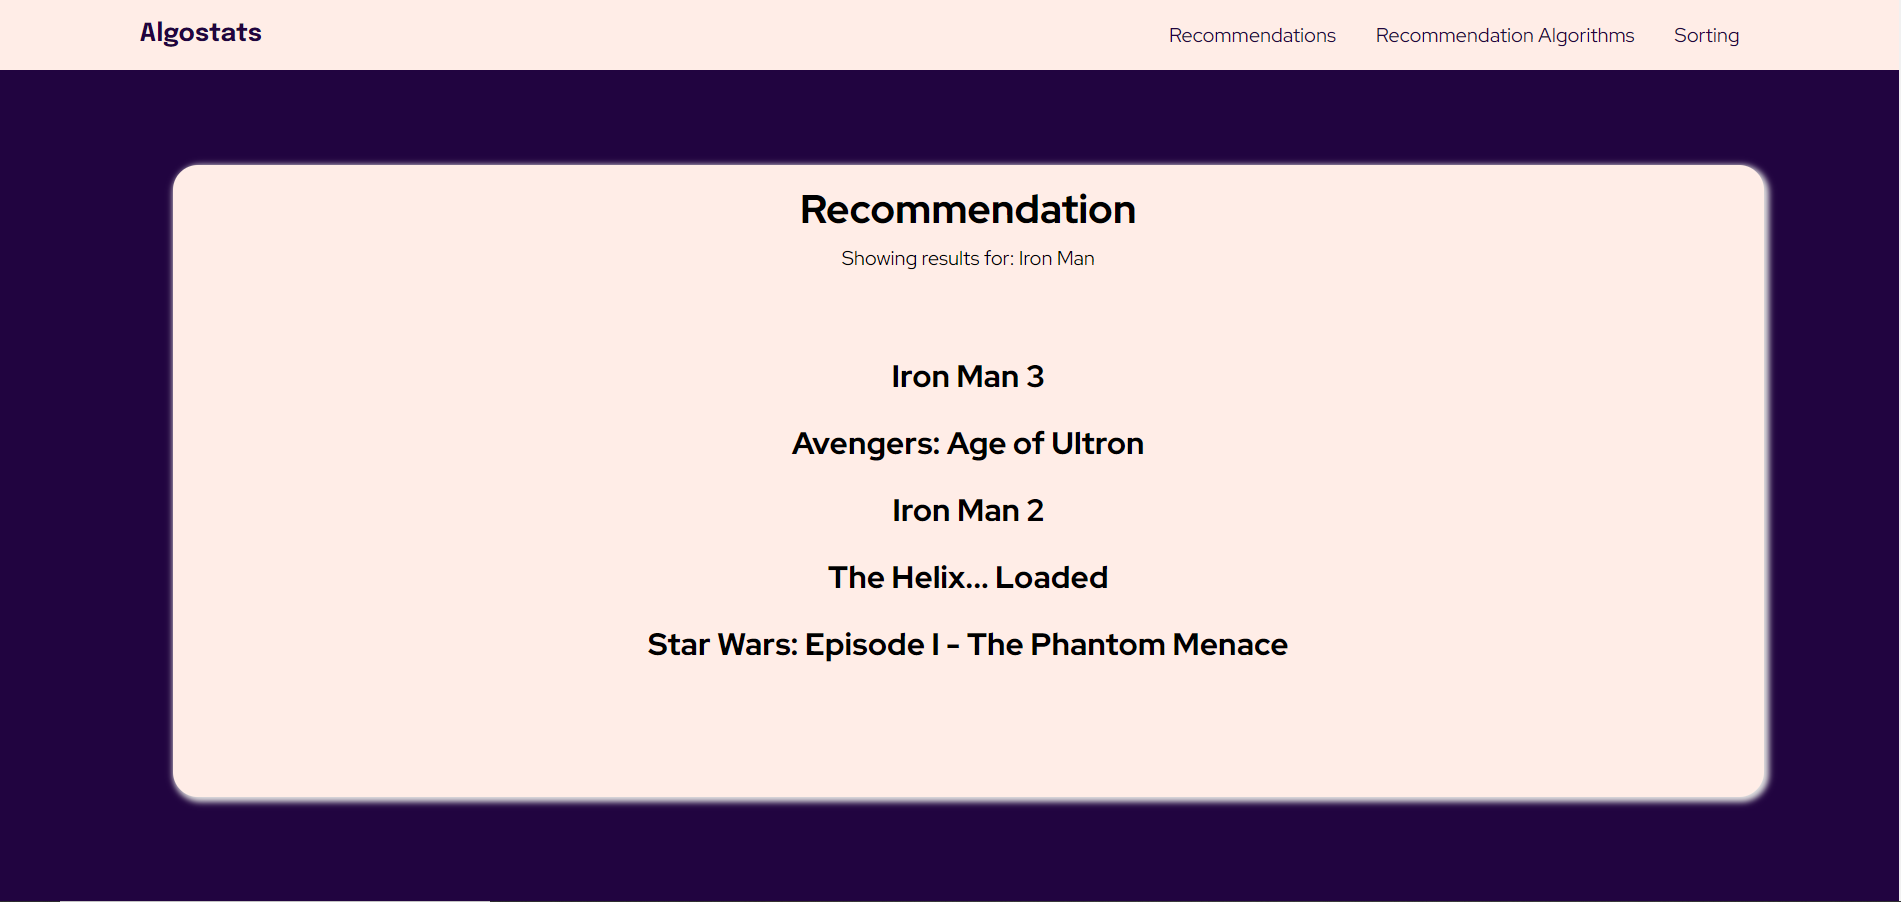 Algostats
Recommendations Recommendation Algorithms Sorting
Recommendation
Showing results for: Iron Man
Iron Man 3
Avengers: Age of Ultron
Iron Man 2
The Helix... Loaded
Star Wars: Episode I - The Phantom Menace